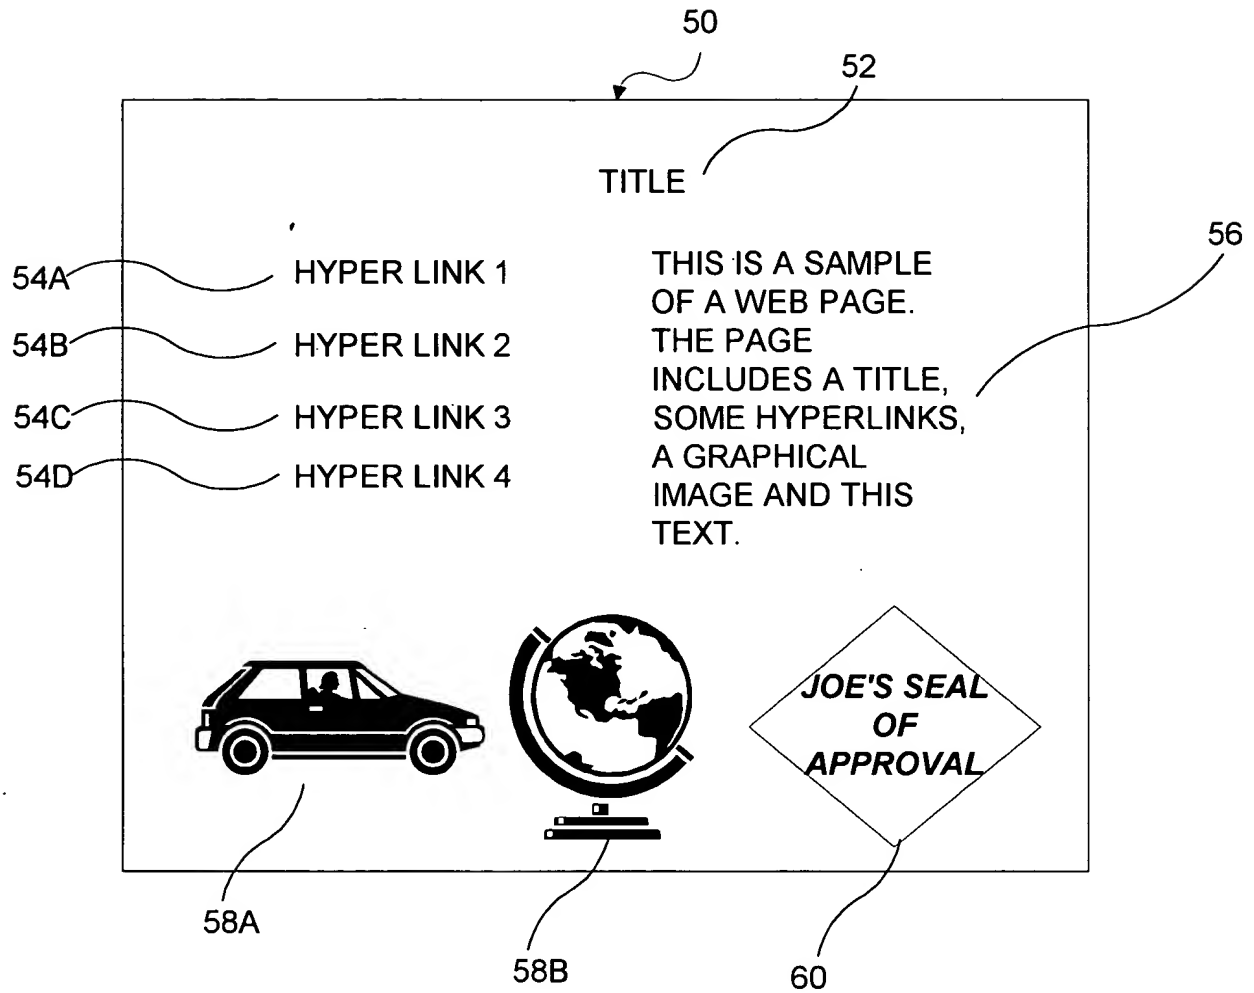 50
52
TITLE
56
54A
HYPER LINK 1
54B
HYPER LINK 2
54C
HYPER LINK 3
54D
HYPER LINK 4
THIS IS A SAMPLE
OF A WEB PAGE.
THE PAGE
INCLUDES A TITLE,
SOME HYPERLINKS,
A GRAPHICAL
IMAGE AND THIS
TEXT.
JOE'S SEAL
OF
APPROVAL
58A
58B
60